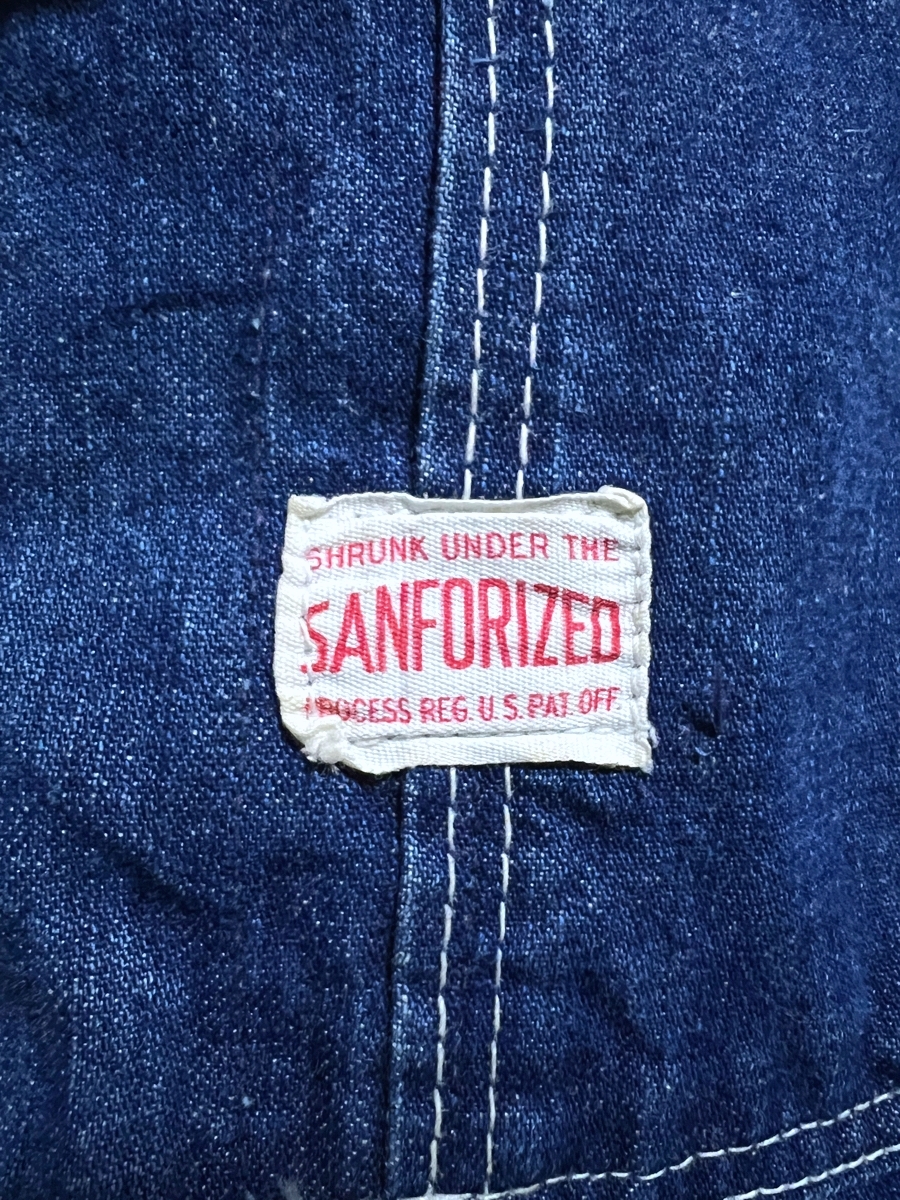 SHRUNK UNDER THE
SANFORIZED
PROCESS REG. U.S. PAT. OFF.